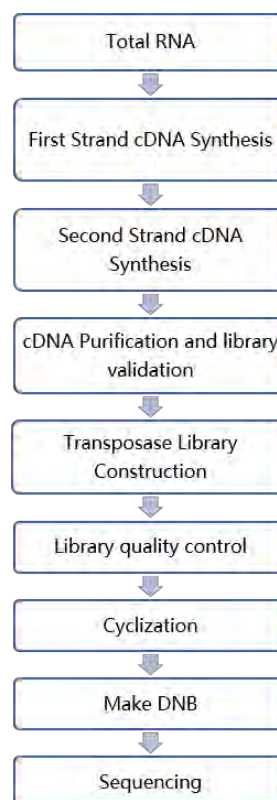 Total RNA
First Strand cDNA Synthesis
Second Strand cDNA
Synthesis
cDNA Purification and library
validation
Transposase Library
Construction
Library quality control
Cyclization
Make DNB
Sequencing